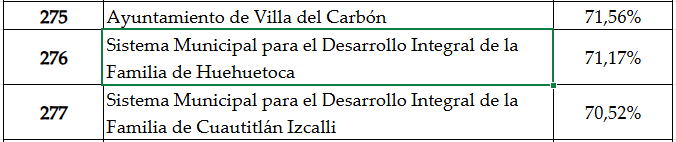 275 Ayuntamiento de Villa del Carbón 71,56%
Sistema Municipal para el Desarrollo Integral de la
276 Familia de Huehuetoca 71,17%
Sistema Municipal para el Desarrollo Integral de la
277 Familia de Cuautitlán Izcalli 70,52%